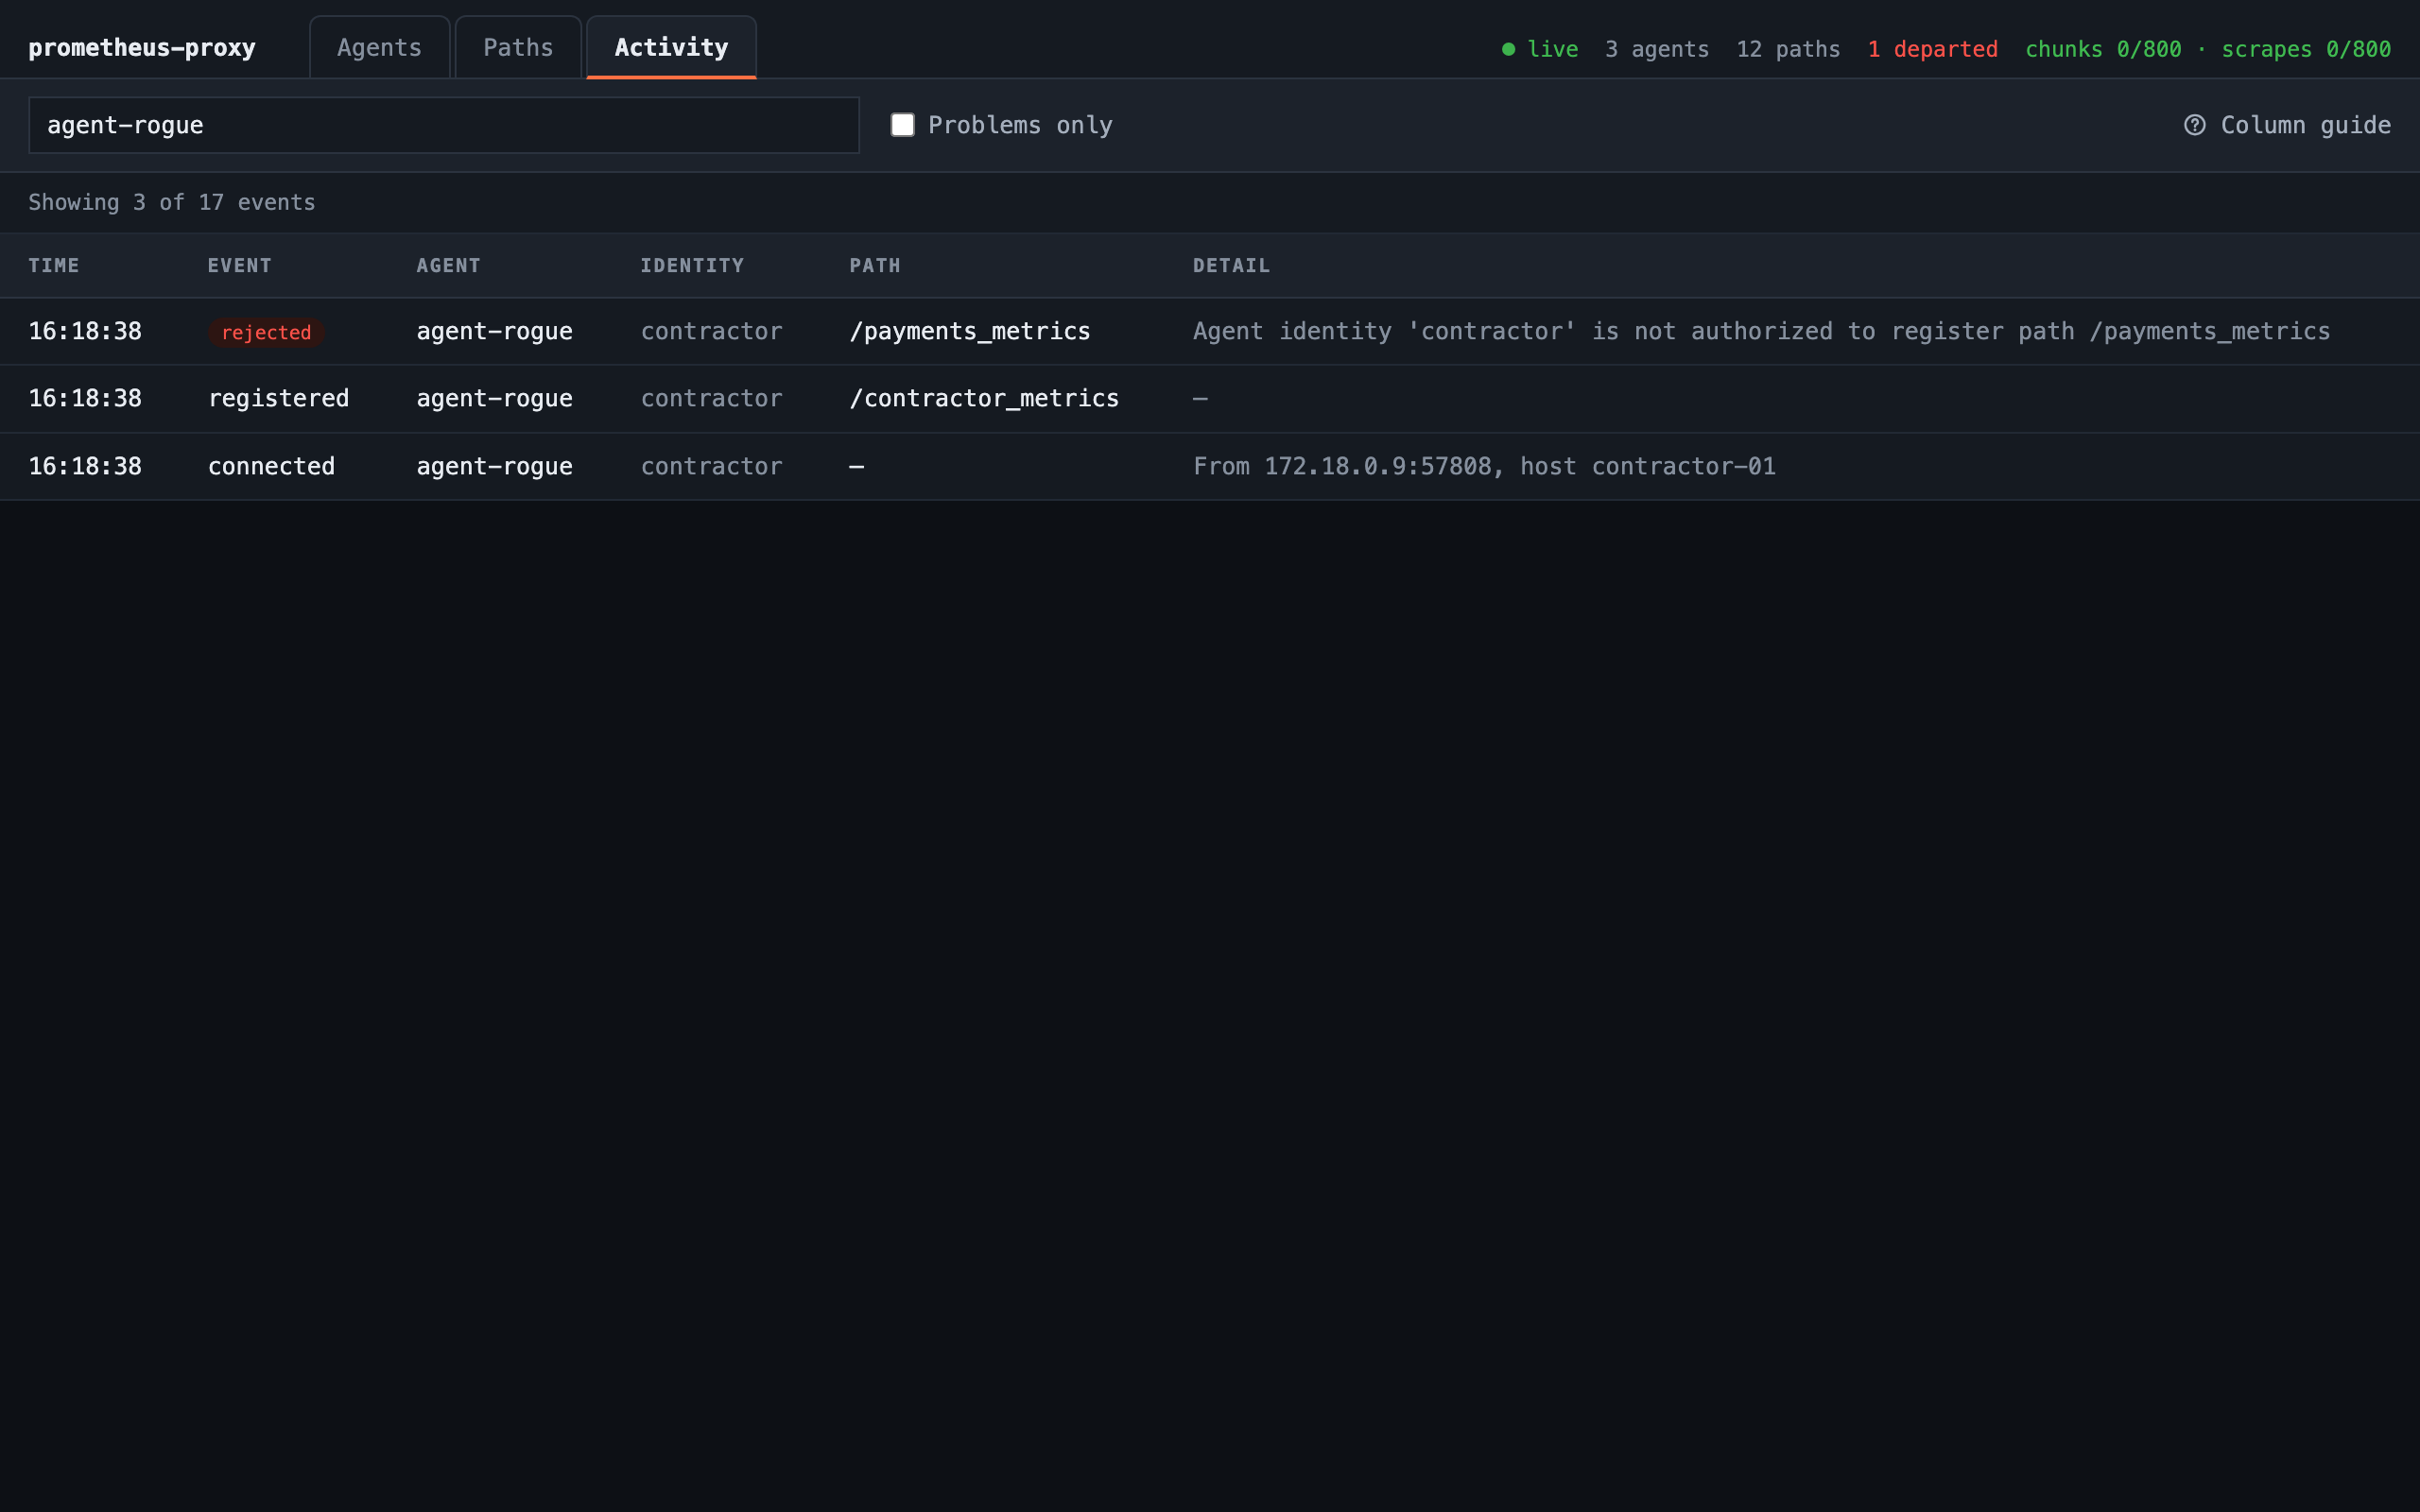 prometheus-proxy Agents Paths Activity live 3 agents 12 paths 1 departed chunks 0/800 · scrapes 0/800
agent-rogue Problems only Column guide
Showing 3 of 17 events
TIME EVENT AGENT IDENTITY PATH DETAIL
16:18:38 rejected agent-rogue contractor /payments_metrics Agent identity 'contractor' is not authorized to register path /payments_metrics
16:18:38 registered agent-rogue contractor /contractor_metrics —
16:18:38 connected agent-rogue contractor — From 172.18.0.9:57808, host contractor-01